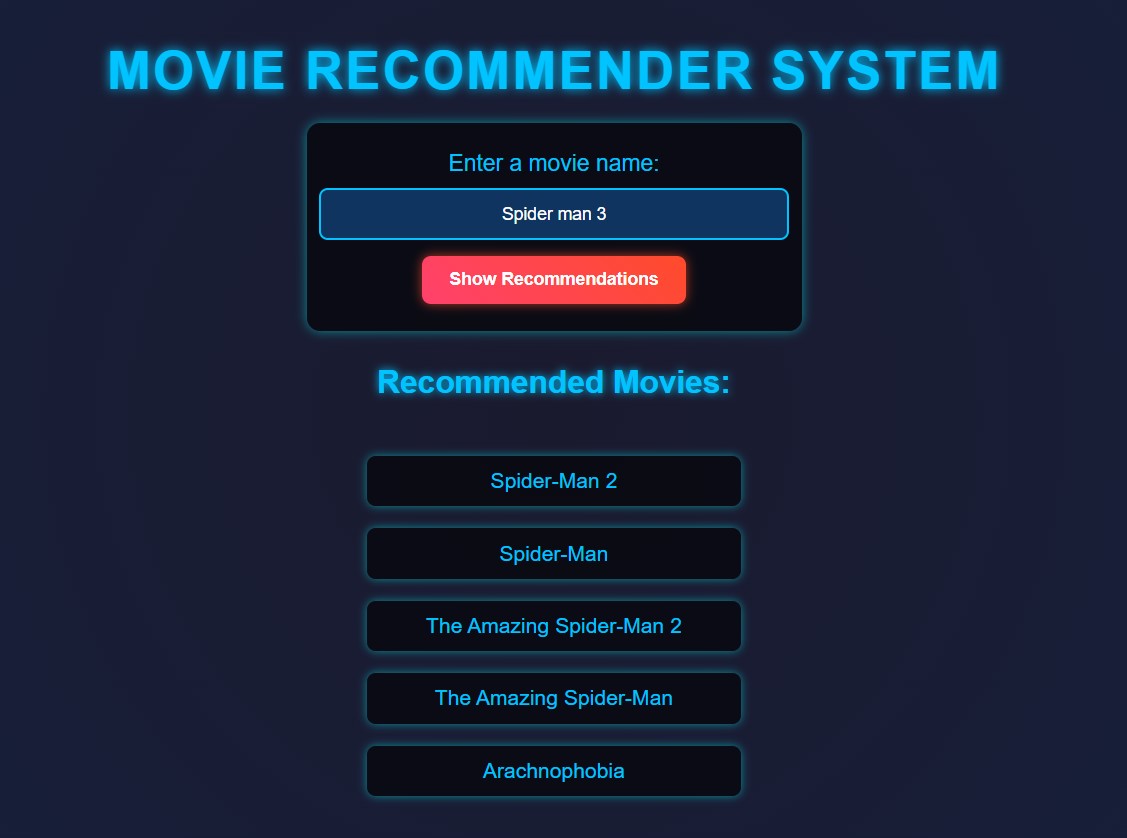 MOVIE RECOMMENDER SYSTEM
Enter a movie name:
Spider man 3
Show Recommendations
Recommended Movies:
Spider-Man 2
Spider-Man
The Amazing Spider-Man 2
The Amazing Spider-Man
Arachnophobia